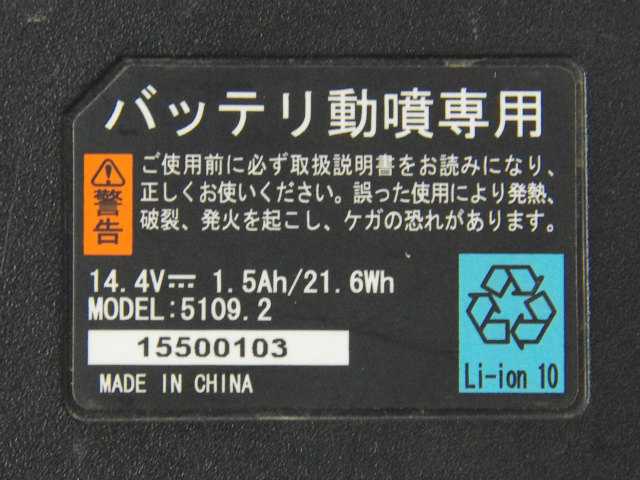 バッテリ動噴専用
警告
ご使用前に必ず取扱説明書をお読みになり、
正しくお使いください。誤った使用により発熱、
破裂、発火を起こし、ケガの恐れがあります。
14.4V⎓ 1.5Ah/21.6Wh
MODEL:5109.2
15500103
MADE IN CHINA
Li-ion 10